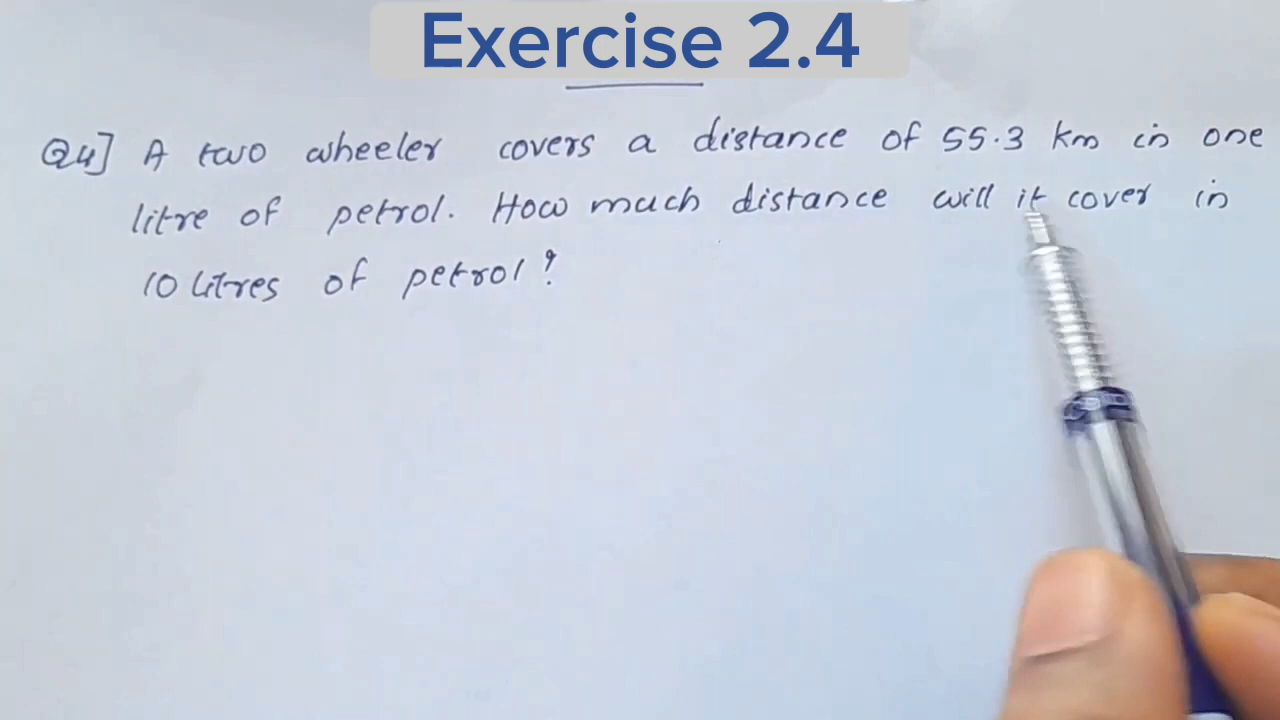 Exercise 2.4
Q4] A two wheeler covers a distance of 55.3 km in one
litre of petrol. How much distance will it cover in
10 litres of petrol?